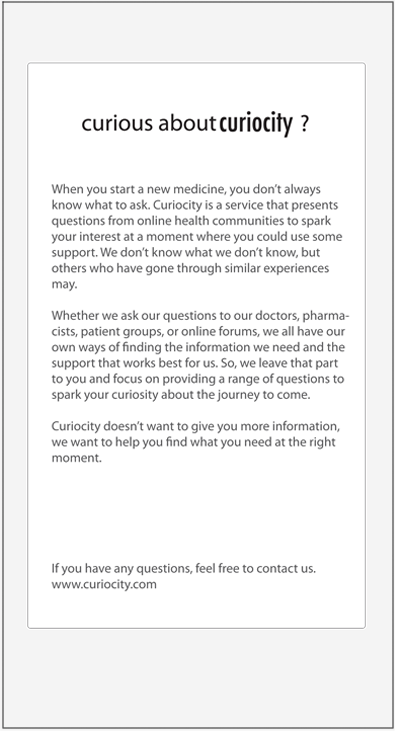 curious about curiocity ?
When you start a new medicine, you don’t always
know what to ask. Curiocity is a service that presents
questions from online health communities to spark
your interest at a moment where you could use some
support. We don’t know what we don’t know, but
others who have gone through similar experiences
may.
Whether we ask our questions to our doctors, pharma-
cists, patient groups, or online forums, we all have our
own ways of finding the information we need and the
support that works best for us. So, we leave that part
to you and focus on providing a range of questions to
spark your curiosity about the journey to come.
Curiocity doesn’t want to give you more information,
we want to help you find what you need at the right
moment.
If you have any questions, feel free to contact us.
www.curiocity.com